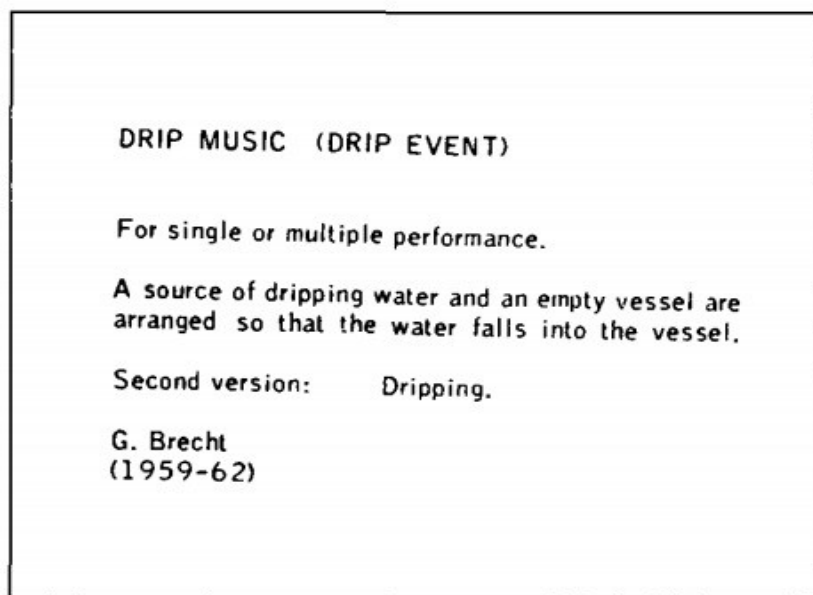 DRIP MUSIC (DRIP EVENT)
For single or multiple performance.
A source of dripping water and an empty vessel are
arranged so that the water falls into the vessel.
Second version: Dripping.
G. Brecht
(1959-62)